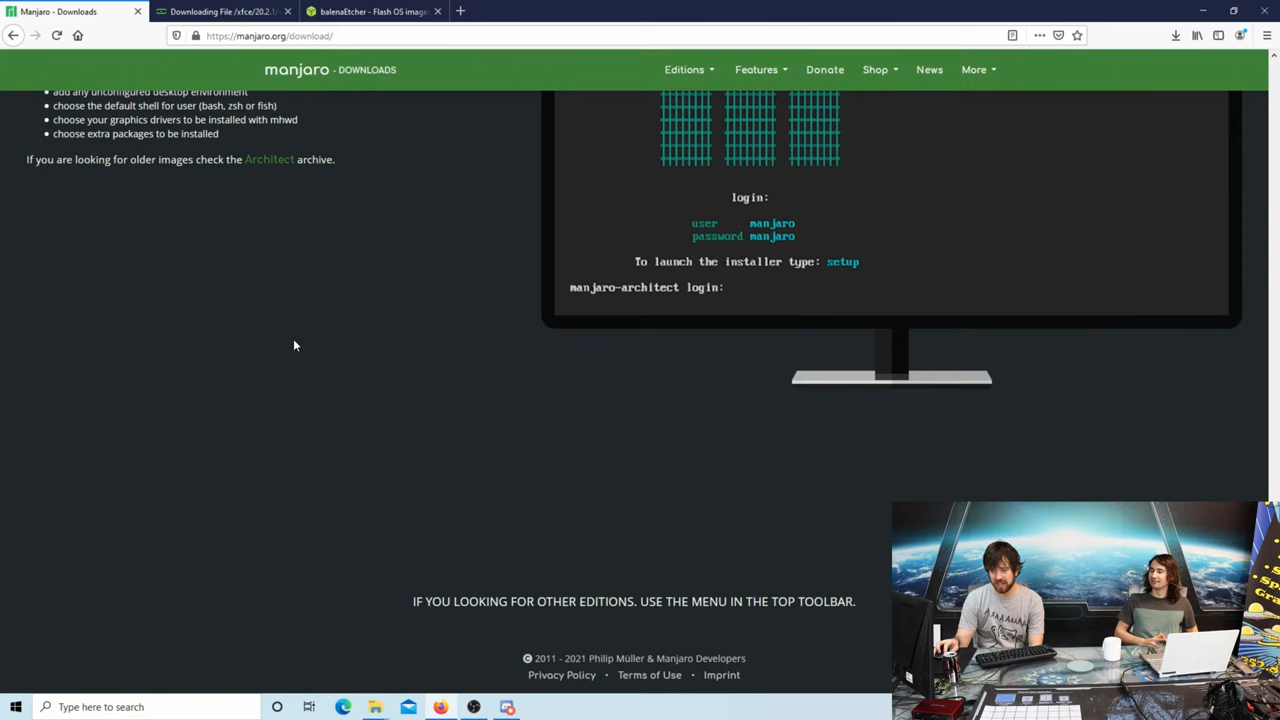 Manjaro - Downloads
Downloading File /xfce/20.2.1/
balenaEtcher - Flash OS image
https://manjaro.org/download/
manjaro - DOWNLOADS
Editions
Features
Donate
Shop
News
More
add any unconfigured desktop environment
choose the default shell for user (bash, zsh or fish)
choose your graphics drivers to be installed with mhwd
choose extra packages to be installed
If you are looking for older images check the Architect archive.
login:
user manjaro
password manjaro
To launch the installer type: setup
manjaro-architect login:
IF YOU LOOKING FOR OTHER EDITIONS. USE THE MENU IN THE TOP TOOLBAR.
© 2011 - 2021 Philip Müller & Manjaro Developers
Privacy Policy • Terms of Use • Imprint
Type here to search